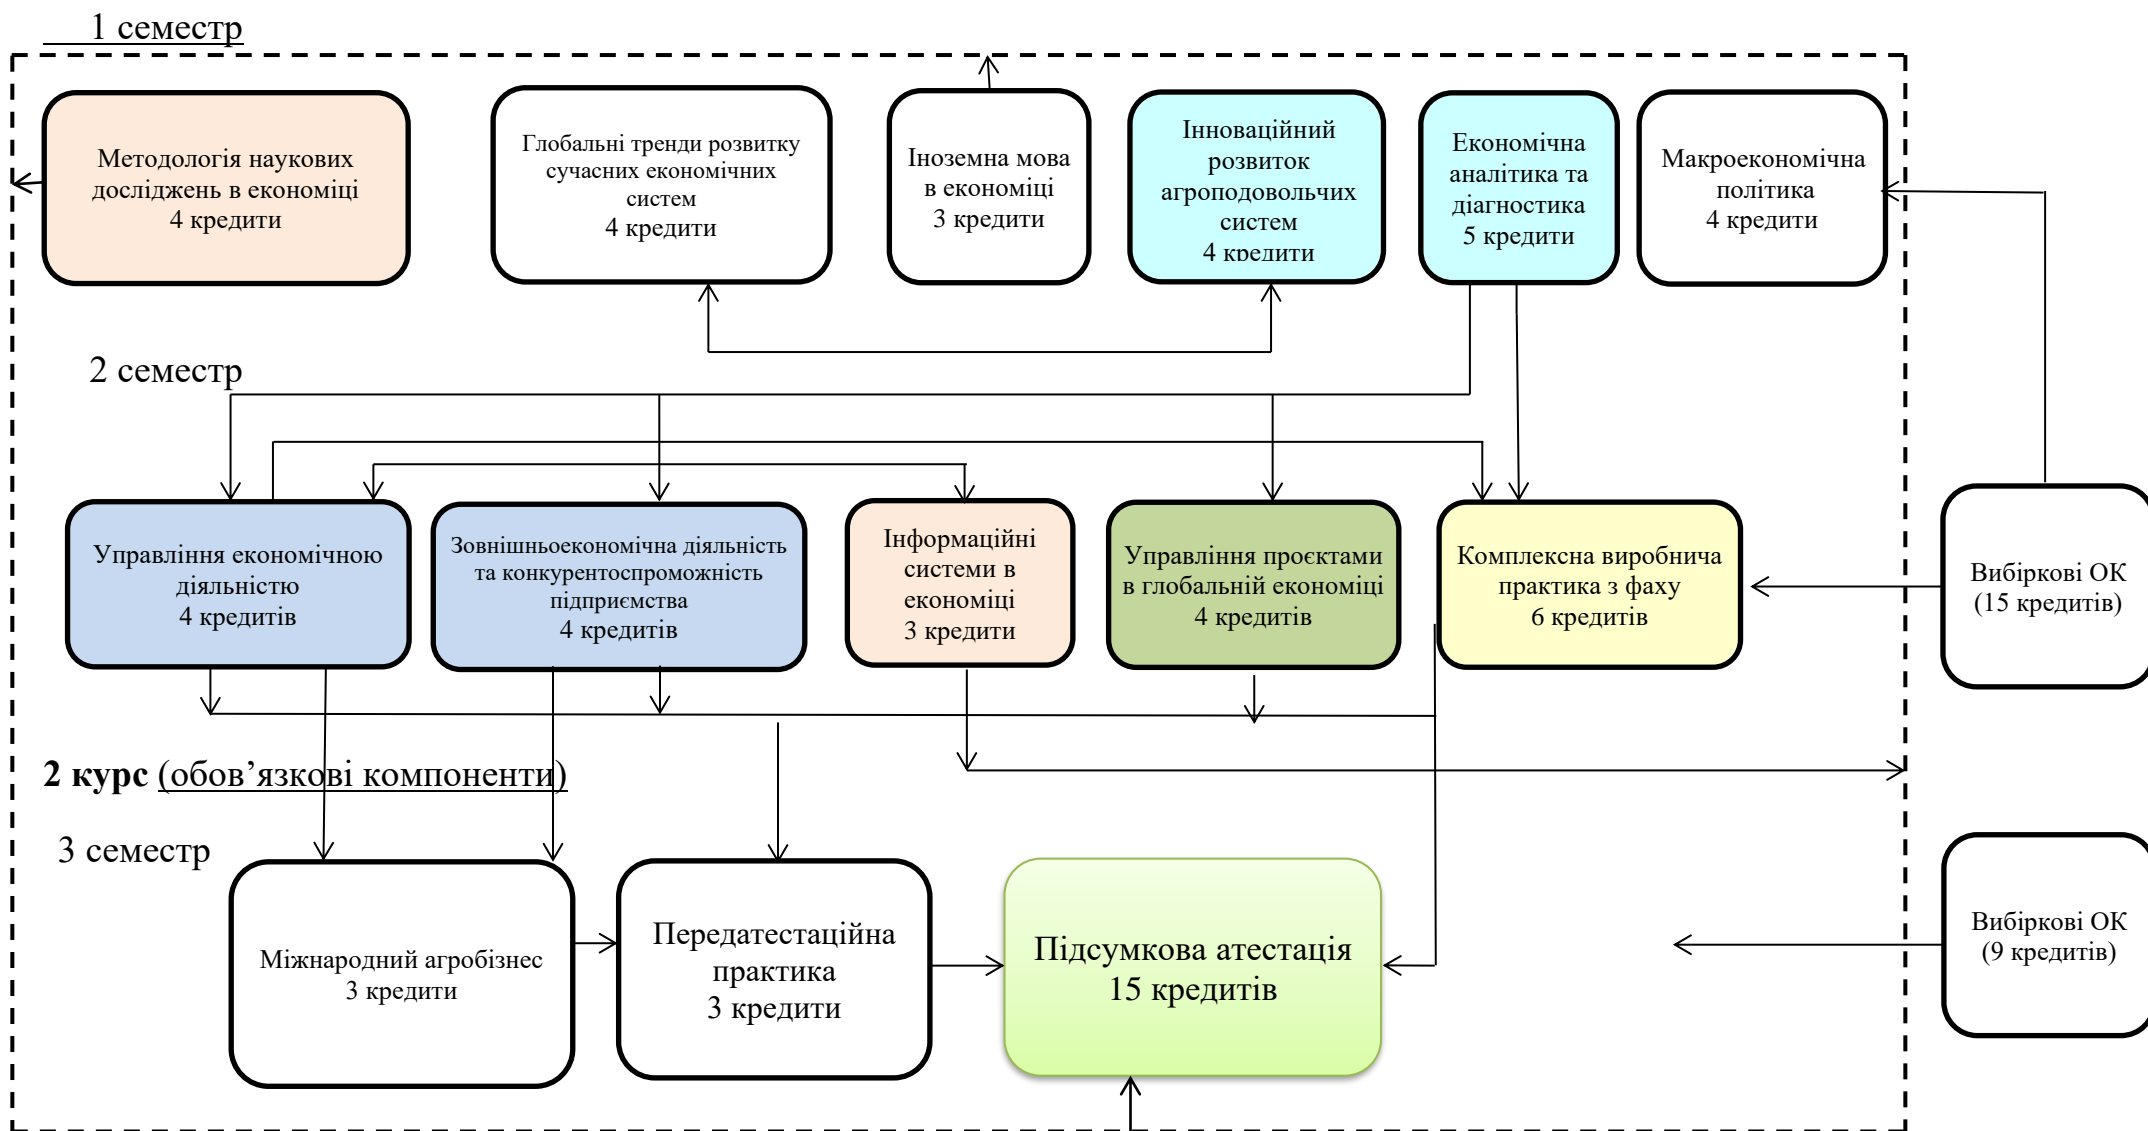 1 семестр
Методологія наукових
досліджень в економіці
4 кредити
Глобальні тренди розвитку
сучасних економічних
систем
4 кредити
Іноземна мова
в економіці
3 кредити
Інноваційний
розвиток
агроподовольчих
систем
4 кредити
Економічна
аналітика та
діагностика
5 кредити
Макроекономічна
політика
4 кредити
2 семестр
Управління економічною
діяльністю
4 кредитів
Зовнішньоекономічна діяльність
та конкурентоспроможність
підприємства
4 кредитів
Інформаційні
системи в
економіці
3 кредити
Управління проєктами
в глобальній економіці
4 кредитів
Комплексна виробнича
практика з фаху
6 кредитів
Вибіркові ОК
(15 кредитів)
2 курс (обов’язкові компоненти)
3 семестр
Міжнародний агробізнес
3 кредити
Передатестаційна
практика
3 кредити
Підсумкова атестація
15 кредитів
Вибіркові ОК
(9 кредитів)